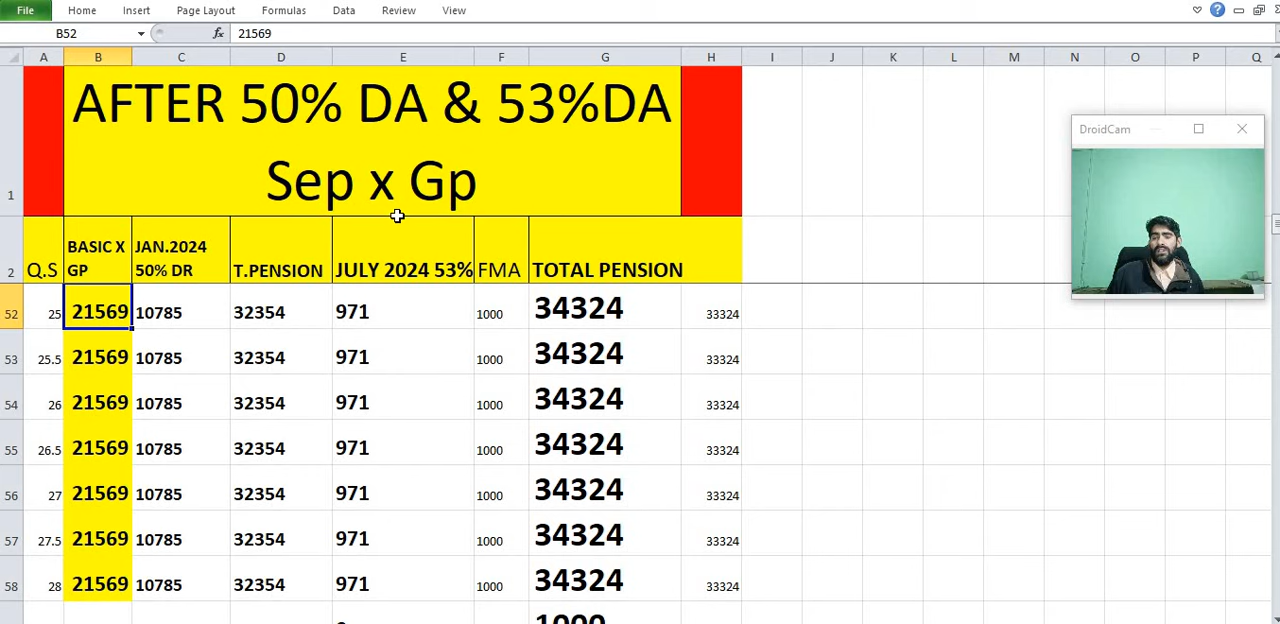 File Home Insert Page Layout Formulas Data Review View
B52 fx 21569
A B C D E F G H I J K L M N O P Q
1 AFTER 50% DA & 53%DA
Sep x Gp
DroidCam
2 Q.S BASIC X GP JAN.2024 50% DR T.PENSION JULY 2024 53% FMA TOTAL PENSION
52 25 21569 10785 32354 971 1000 34324 33324
53 25.5 21569 10785 32354 971 1000 34324 33324
54 26 21569 10785 32354 971 1000 34324 33324
55 26.5 21569 10785 32354 971 1000 34324 33324
56 27 21569 10785 32354 971 1000 34324 33324
57 27.5 21569 10785 32354 971 1000 34324 33324
58 28 21569 10785 32354 971 1000 34324 33324
1000